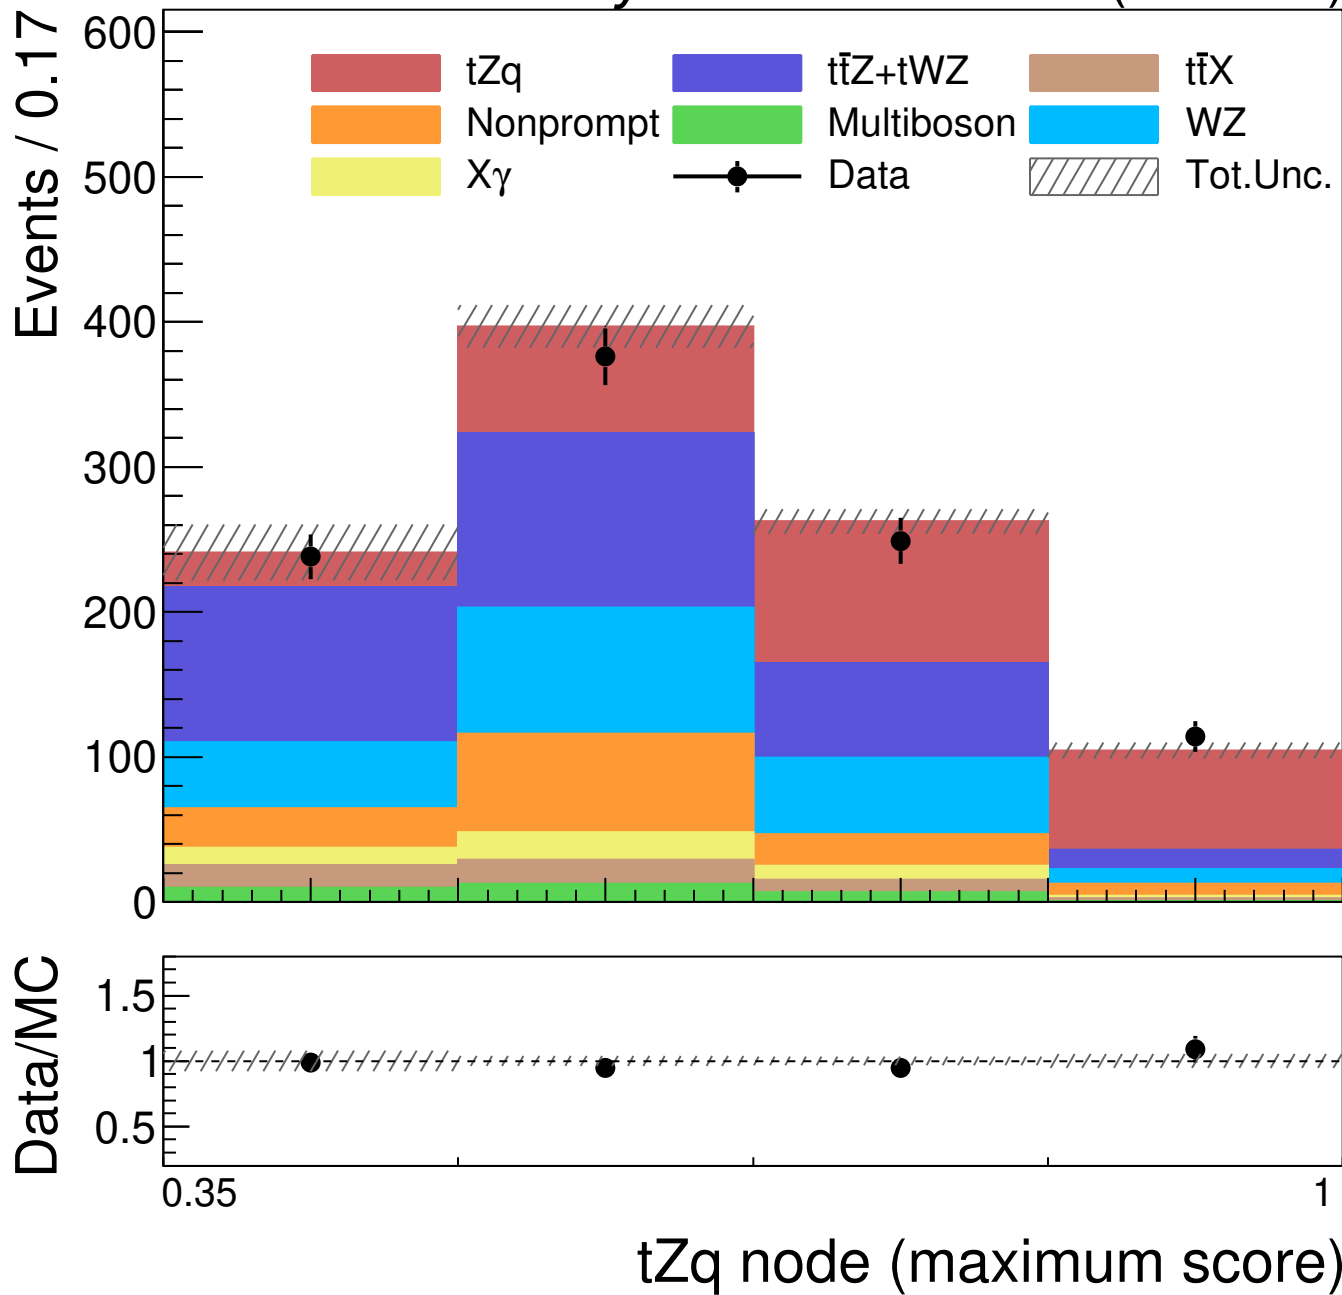 Events / 0.17
600
500
400
300
200
100
0
tZq
tt̄Z+tWZ
tt̄X
Nonprompt
Multiboson
WZ
Xγ
Data
Tot.Unc.
Data/MC
1.5
1
0.5
0.35
1
tZq node (maximum score)